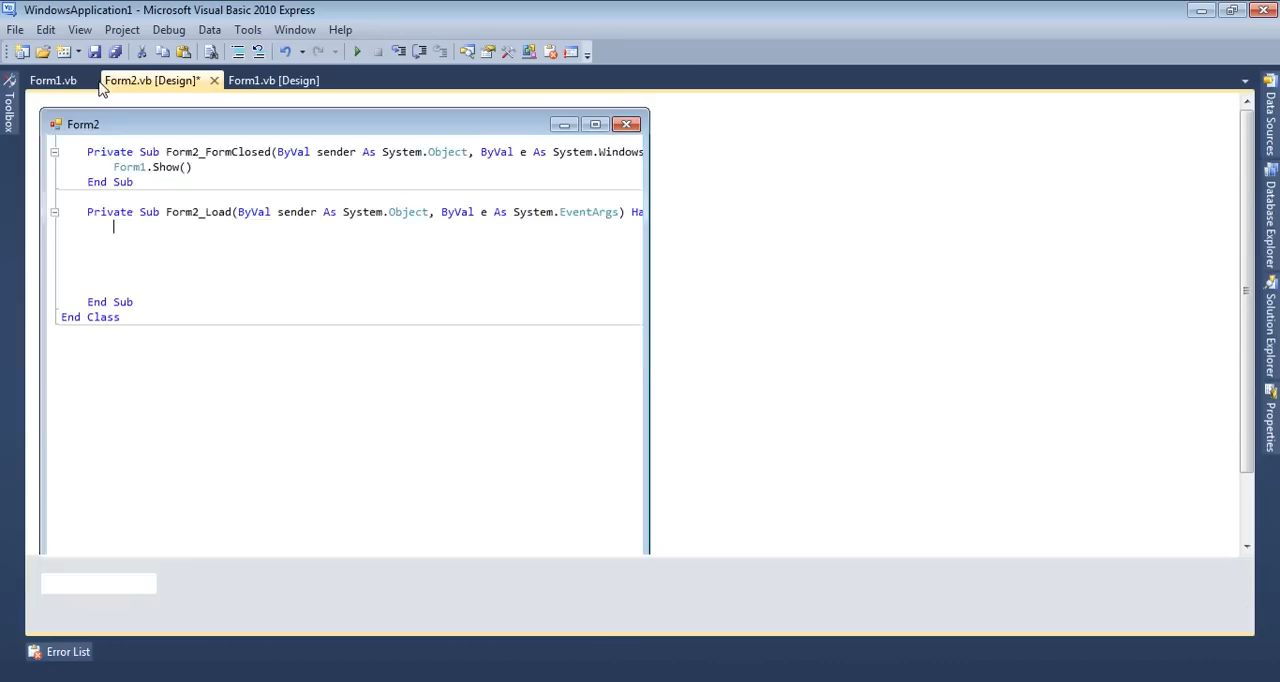 WindowsApplication1 - Microsoft Visual Basic 2010 Express
File Edit View Project Debug Data Tools Window Help
Form1.vb Form2.vb [Design]* Form1.vb [Design]
Toolbox
Form2
Private Sub Form2_FormClosed(ByVal sender As System.Object, ByVal e As System.Windows
Form1.Show()
End Sub
Private Sub Form2_Load(ByVal sender As System.Object, ByVal e As System.EventArgs) Ha
End Sub
End Class
Data Sources
Database Explorer
Solution Explorer
Properties
Error List